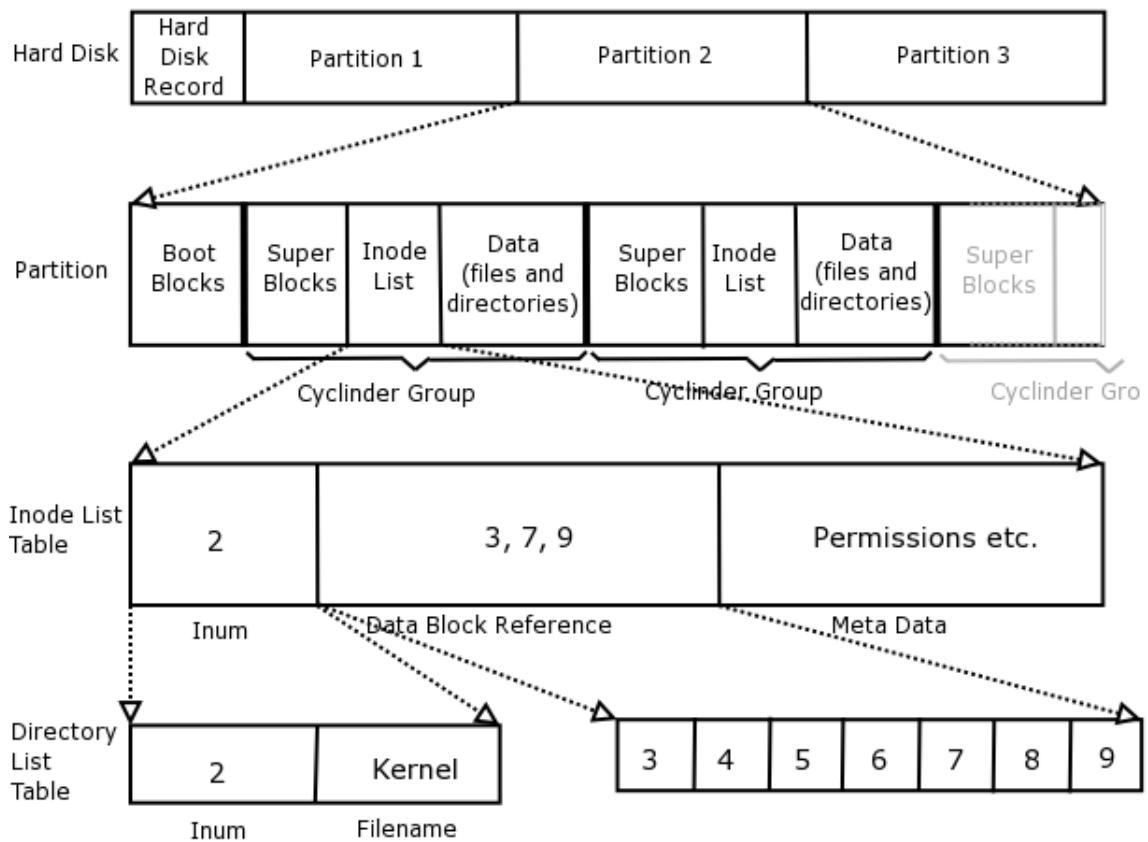 Hard Disk
Hard
Disk
Record
Partition 1
Partition 2
Partition 3
Partition
Boot
Blocks
Super
Blocks
Inode
List
Data
(files and
directories)
Super
Blocks
Inode
List
Data
(files and
directories)
Super
Blocks
Cyclinder Group
Cyclinder Group
Cyclinder Gro
Inode List
Table
2
3, 7, 9
Permissions etc.
Inum
Data Block Reference
Meta Data
Directory
List
Table
2
Kernel
3
4
5
6
7
8
9
Inum
Filename